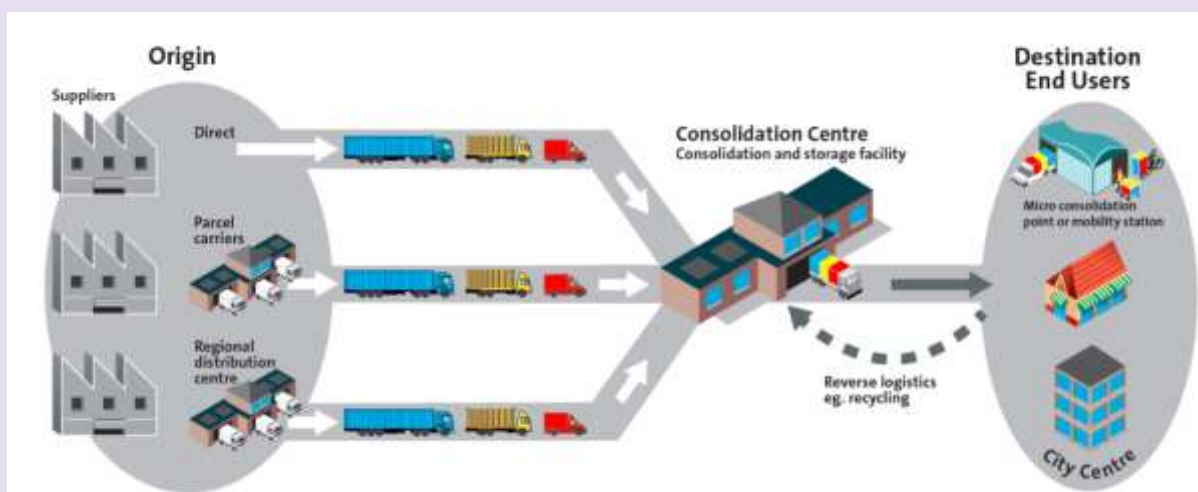 Origin
Suppliers
Direct
Parcel
carriers
Regional
distribution
centre
Consolidation Centre
Consolidation and storage facility
Reverse logistics
eg. recycling
Destination
End Users
Micro consolidation
point or mobility station
City Centre